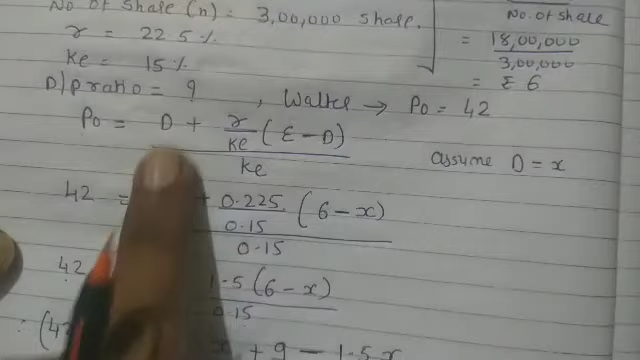 No. of Share (n) : 3,00,000 Share.
r = 22.5%
Ke = 15%
D/P ratio = ?, Walter → P0 = 42
P0 = D + r/Ke (E - D) / Ke
42 = + 0.225/0.15 (6 - x) / 0.15
42 1.5 (6 - x) / 0.15
+ 9 - 1.5x
No. of Share
= 18,00,000 / 3,00,000
= ₹ 6
assume D = x